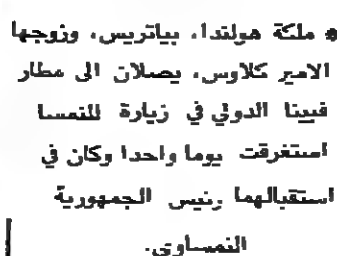 • ملكة هولندا، بياتريس، وزوجها
الامير كلاوس، يصلان الى مطار
فيينا الدولي في زيارة للنمسا
استغرقت يوما واحدا وكان في
استقبالهما رئيس الجمهورية
النمساوي.